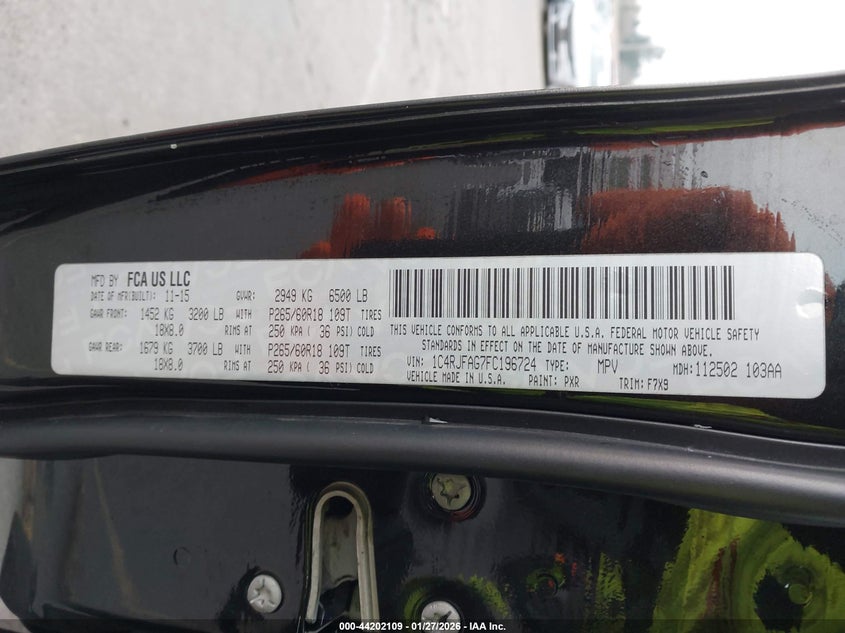 MFD BY FCA US LLC
DATE OF MFR(BUILT): 11-15 GVWR: 2949 KG 6500 LB
GAWR FRONT: 1452 KG 3200 LB WITH P265/60R18 109T TIRES
18X8.0 RIMS AT 250 KPA ( 36 PSI) COLD
GAWR REAR: 1679 KG 3700 LB WITH P265/60R18 109T TIRES
18X8.0 RIMS AT 250 KPA ( 36 PSI) COLD
THIS VEHICLE CONFORMS TO ALL APPLICABLE U.S.A. FEDERAL MOTOR VEHICLE SAFETY
STANDARDS IN EFFECT ON THE DATE OF MANUFACTURE SHOWN ABOVE.
VIN: 1C4RJFAG7FC196724 TYPE: MPV MDH:112502 103AA
VEHICLE MADE IN U.S.A. PAINT: PXR TRIM:F7X9
000-44202109 - 01/27/2026 - IAA Inc.